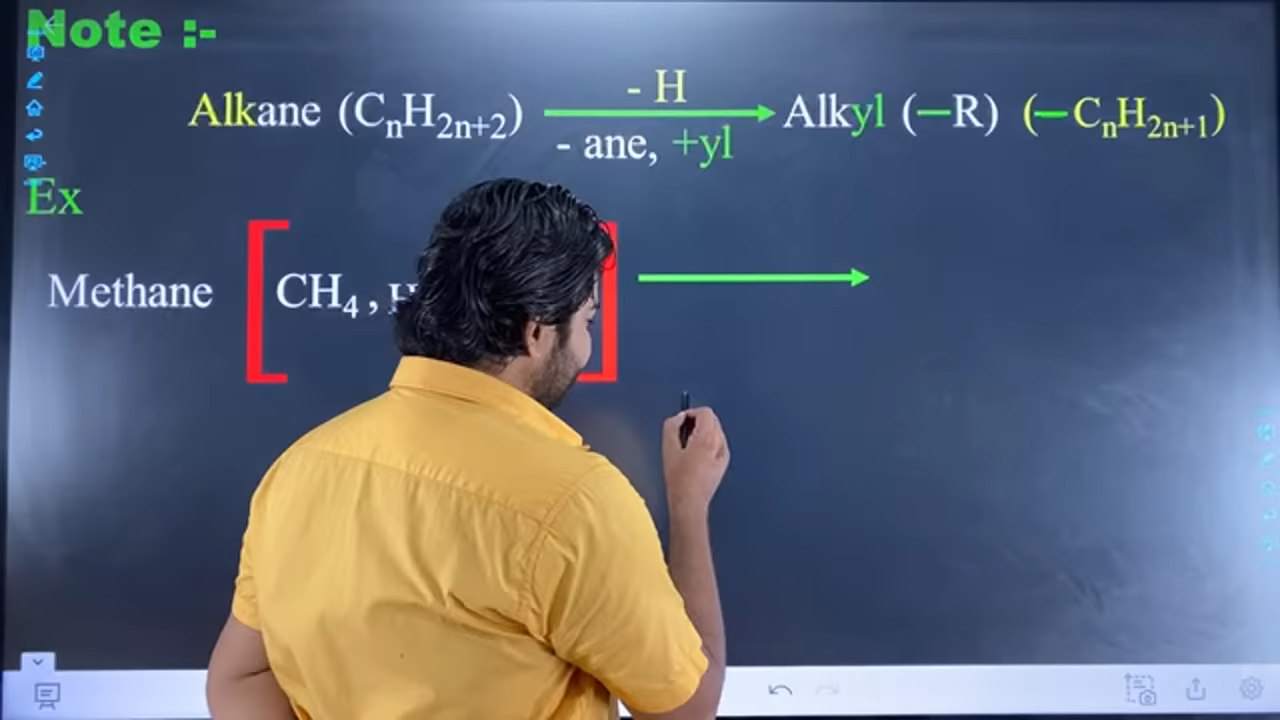 Note :-
- H
Alkane (CₙH₂ₙ₊₂) Alkyl (–R) (–CₙH₂ₙ₊₁)
- ane, +yl
Ex
Methane [ CH₄ , H ]